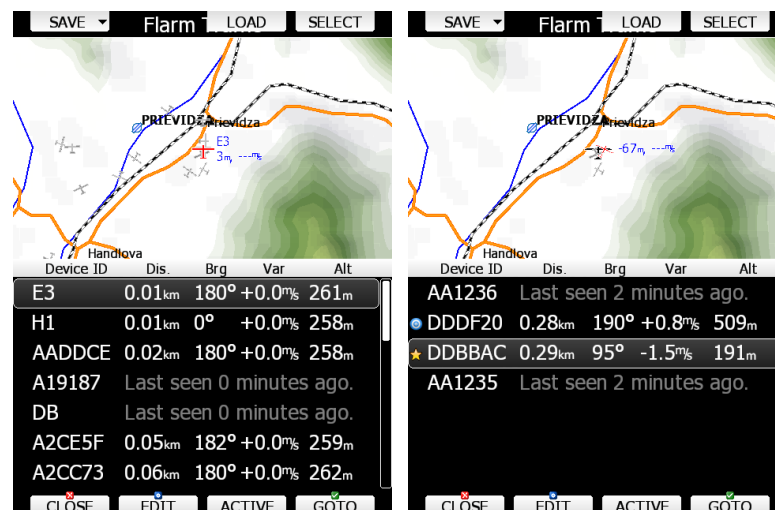 SAVE Flarm T LOAD SELECT
PRIEVIDZA Prievidza
E3
3m, ---m/s
Handlova
Device ID Dis. Brg Var Alt
E3 0.01km 180° +0.0m/s 261m
H1 0.01km 0° +0.0m/s 258m
AADDCE 0.02km 180° +0.0m/s 258m
A19187 Last seen 0 minutes ago.
DB Last seen 0 minutes ago.
A2CE5F 0.05km 182° +0.0m/s 259m
A2CC73 0.06km 180° +0.0m/s 262m
CLOSE EDIT ACTIVE GOTO
SAVE Flarm T LOAD SELECT
PRIEVIDZA Prievidza
-67m, ---m/s
Handlova
Device ID Dis. Brg Var Alt
AA1236 Last seen 2 minutes ago.
DDDF20 0.28km 190° +0.8m/s 509m
DDBBAC 0.29km 95° -1.5m/s 191m
AA1235 Last seen 2 minutes ago.
CLOSE EDIT ACTIVE GOTO